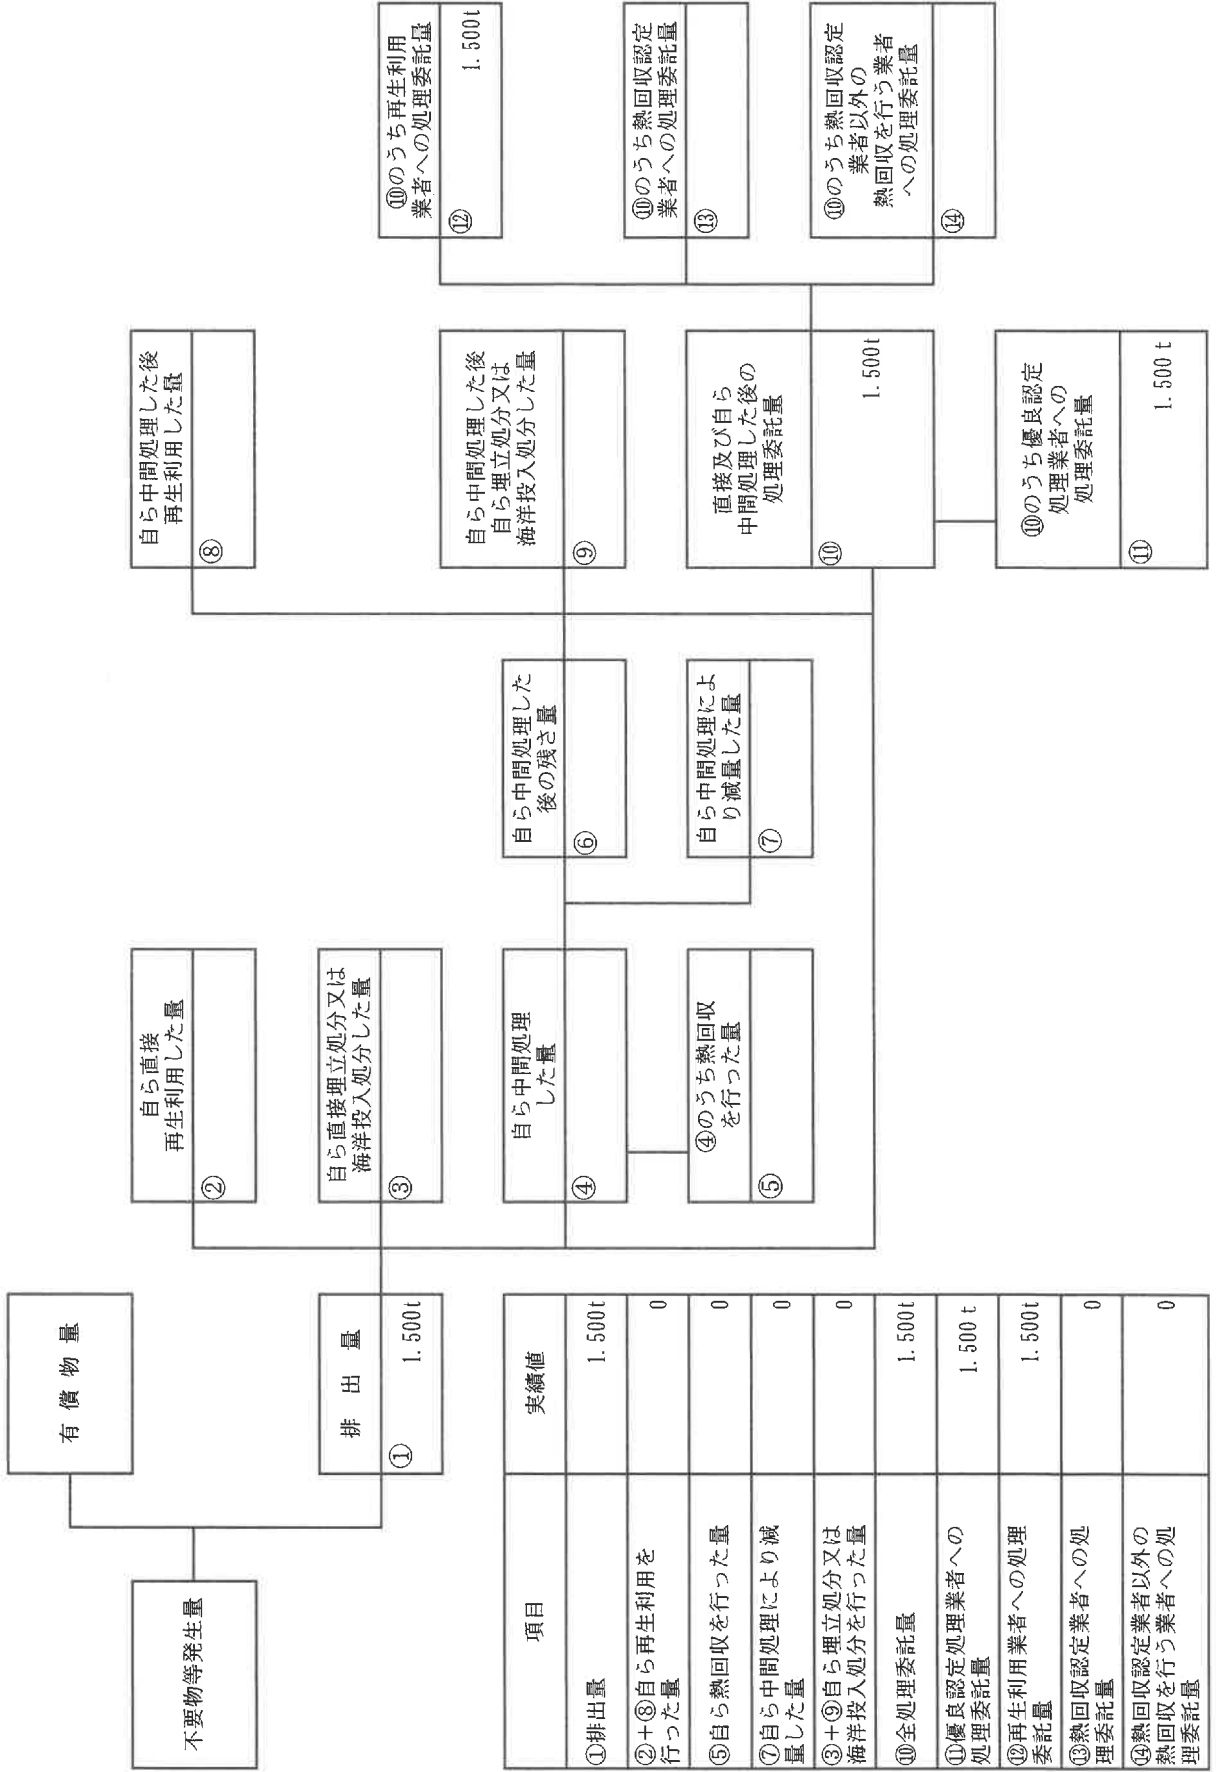 不要物等発生量
有償物量
排出量
①
1.500t
自ら直接
再生利用した量
②
自ら直接埋立処分又は
海洋投入処分した量
③
自ら中間処理
した量
④
④のうち熱回収
を行った量
⑤
自ら中間処理した
後の残さ量
⑥
自ら中間処理によ
り減量した量
⑦
自ら中間処理した後
再生利用した量
⑧
自ら中間処理した後
自ら埋立処分又は
海洋投入処分した量
⑨
直接及び自ら
中間処理した後の
処理委託量
⑩
1.500t
⑩のうち優良認定
処理業者への
処理委託量
⑪
1.500 t
⑩のうち再生利用
業者への処理委託量
⑫
1.500t
⑩のうち熱回収認定
業者への処理委託量
⑬
⑩のうち熱回収認定
業者以外の
熱回収を行う業者
への処理委託量
⑭
項目 実績値
①排出量 1.500t
②+⑧自ら再生利用を
行った量 0
⑤自ら熱回収を行った量 0
⑦自ら中間処理により減
量した量 0
③+⑨自ら埋立処分又は
海洋投入処分を行った量 0
⑩全処理委託量 1.500t
⑪優良認定処理業者への
処理委託量 1.500 t
⑫再生利用業者への処理
委託量 1.500t
⑬熱回収認定業者への処
理委託量 0
⑭熱回収認定業者以外の
熱回収を行う業者への処
理委託量 0